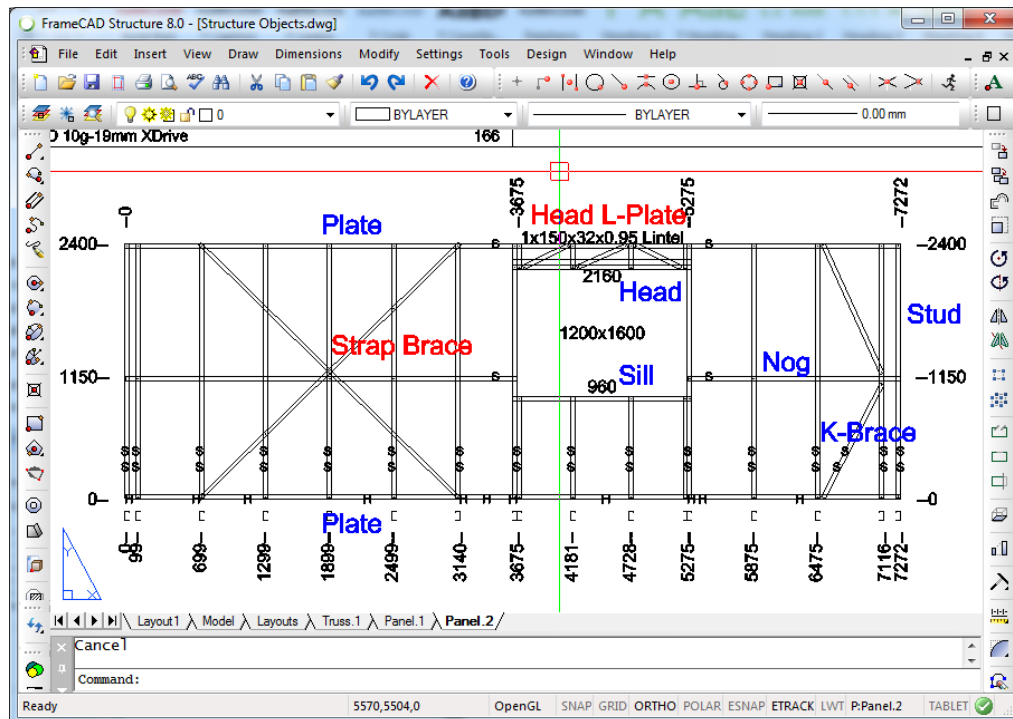 FrameCAD Structure 8.0 - [Structure Objects.dwg]
File Edit Insert View Draw Dimensions Modify Settings Tools Design Window Help
0 BYLAYER BYLAYER 0.00 mm
10g-19mm XDrive 166
0 3675 5275 7272
Plate Head L-Plate
1x150x32x0.95 Lintel
2400 S S 2400
2160
Head
Stud
1200x1600
Strap Brace
Nog
1150 S 960 Sill S 1150
K-Brace
S S S S S S S S S S S S S
S S S S S S S S S S S S S
0 H H H H H H H H H H 0
Plate
0 99 699 1299 1899 2499 3140 3675 4181 4728 5275 5875 6475 7116 7272
Y
X
Layout1 Model Layouts Truss.1 Panel.1 Panel.2
Cancel
Command:
Ready 5570,5504,0 OpenGL SNAP GRID ORTHO POLAR ESNAP ETRACK LWT P:Panel.2 TABLET